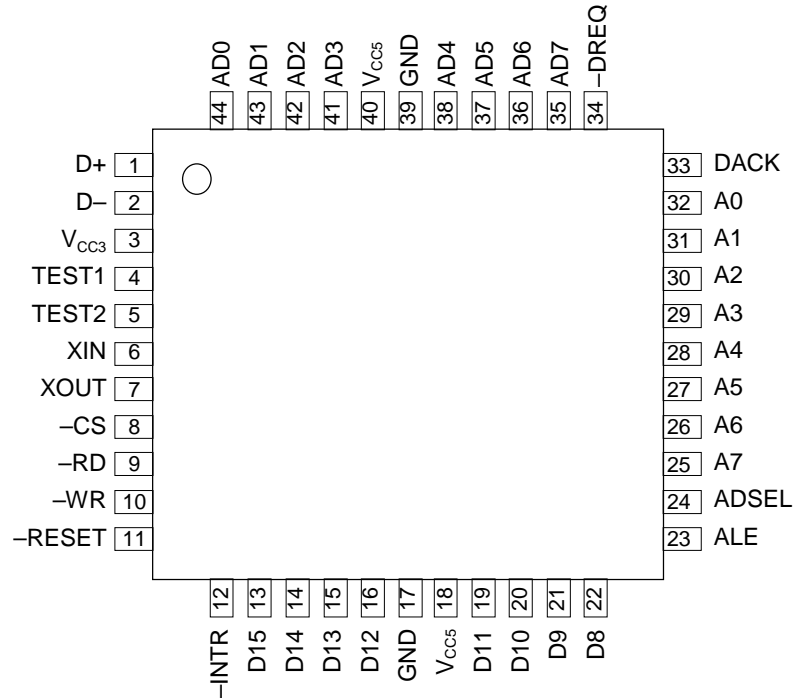 AD0 AD1 AD2 AD3 VCC5 GND AD4 AD5 AD6 AD7 –DREQ
44 43 42 41 40 39 38 37 36 35 34
D+ 1 33 DACK
D– 2 32 A0
VCC3 3 31 A1
TEST1 4 30 A2
TEST2 5 29 A3
XIN 6 28 A4
XOUT 7 27 A5
–CS 8 26 A6
–RD 9 25 A7
–WR 10 24 ADSEL
–RESET 11 23 ALE
12 13 14 15 16 17 18 19 20 21 22
–INTR D15 D14 D13 D12 GND VCC5 D11 D10 D9 D8